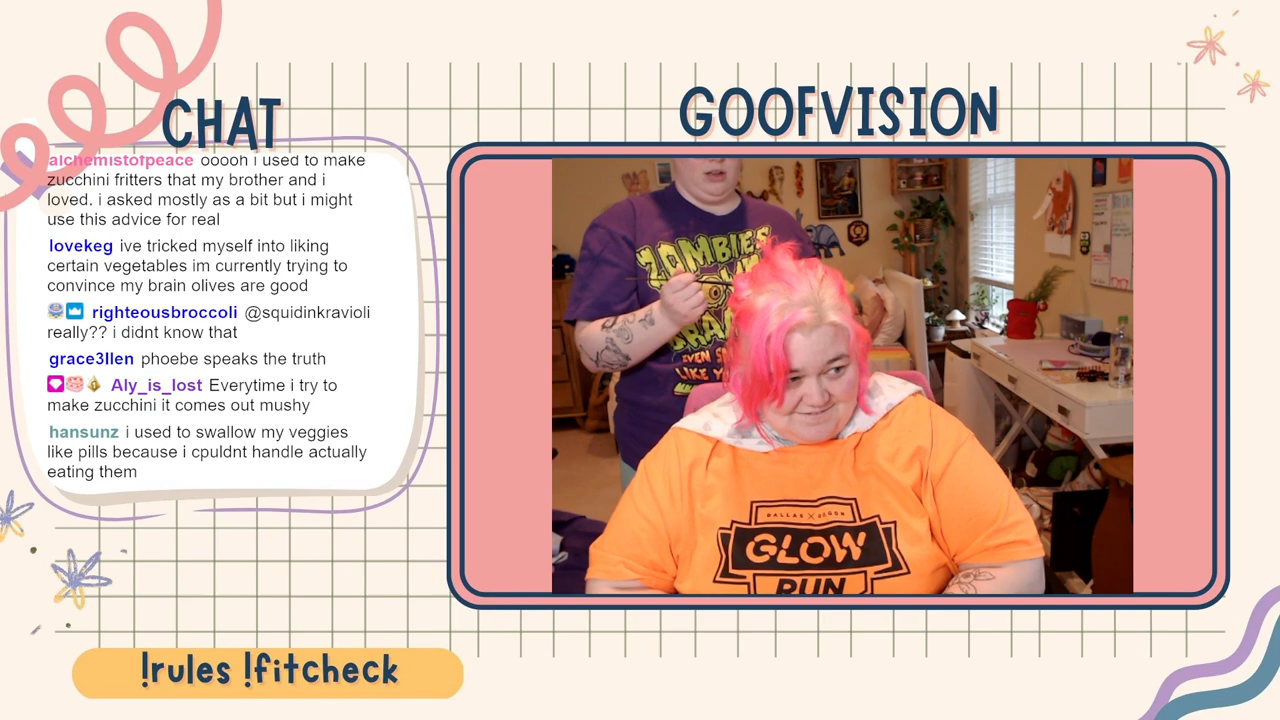 CHAT
GOOFVISION
alchemistofpeace ooooh i used to make
zucchini fritters that my brother and i
loved. i asked mostly as a bit but i might
use this advice for real
lovekeg ive tricked myself into liking
certain vegetables im currently trying to
convince my brain olives are good
righteousbroccoli @squidinkravioli
really?? i didnt know that
grace3llen phoebe speaks the truth
Aly_is_lost Everytime i try to
make zucchini it comes out mushy
hansunz i used to swallow my veggies
like pills because i cpuldnt handle actually
eating them
ZOMBIES
EVEN
LIKE
DALLAS X
GLOW
RUN
!rules !fitcheck